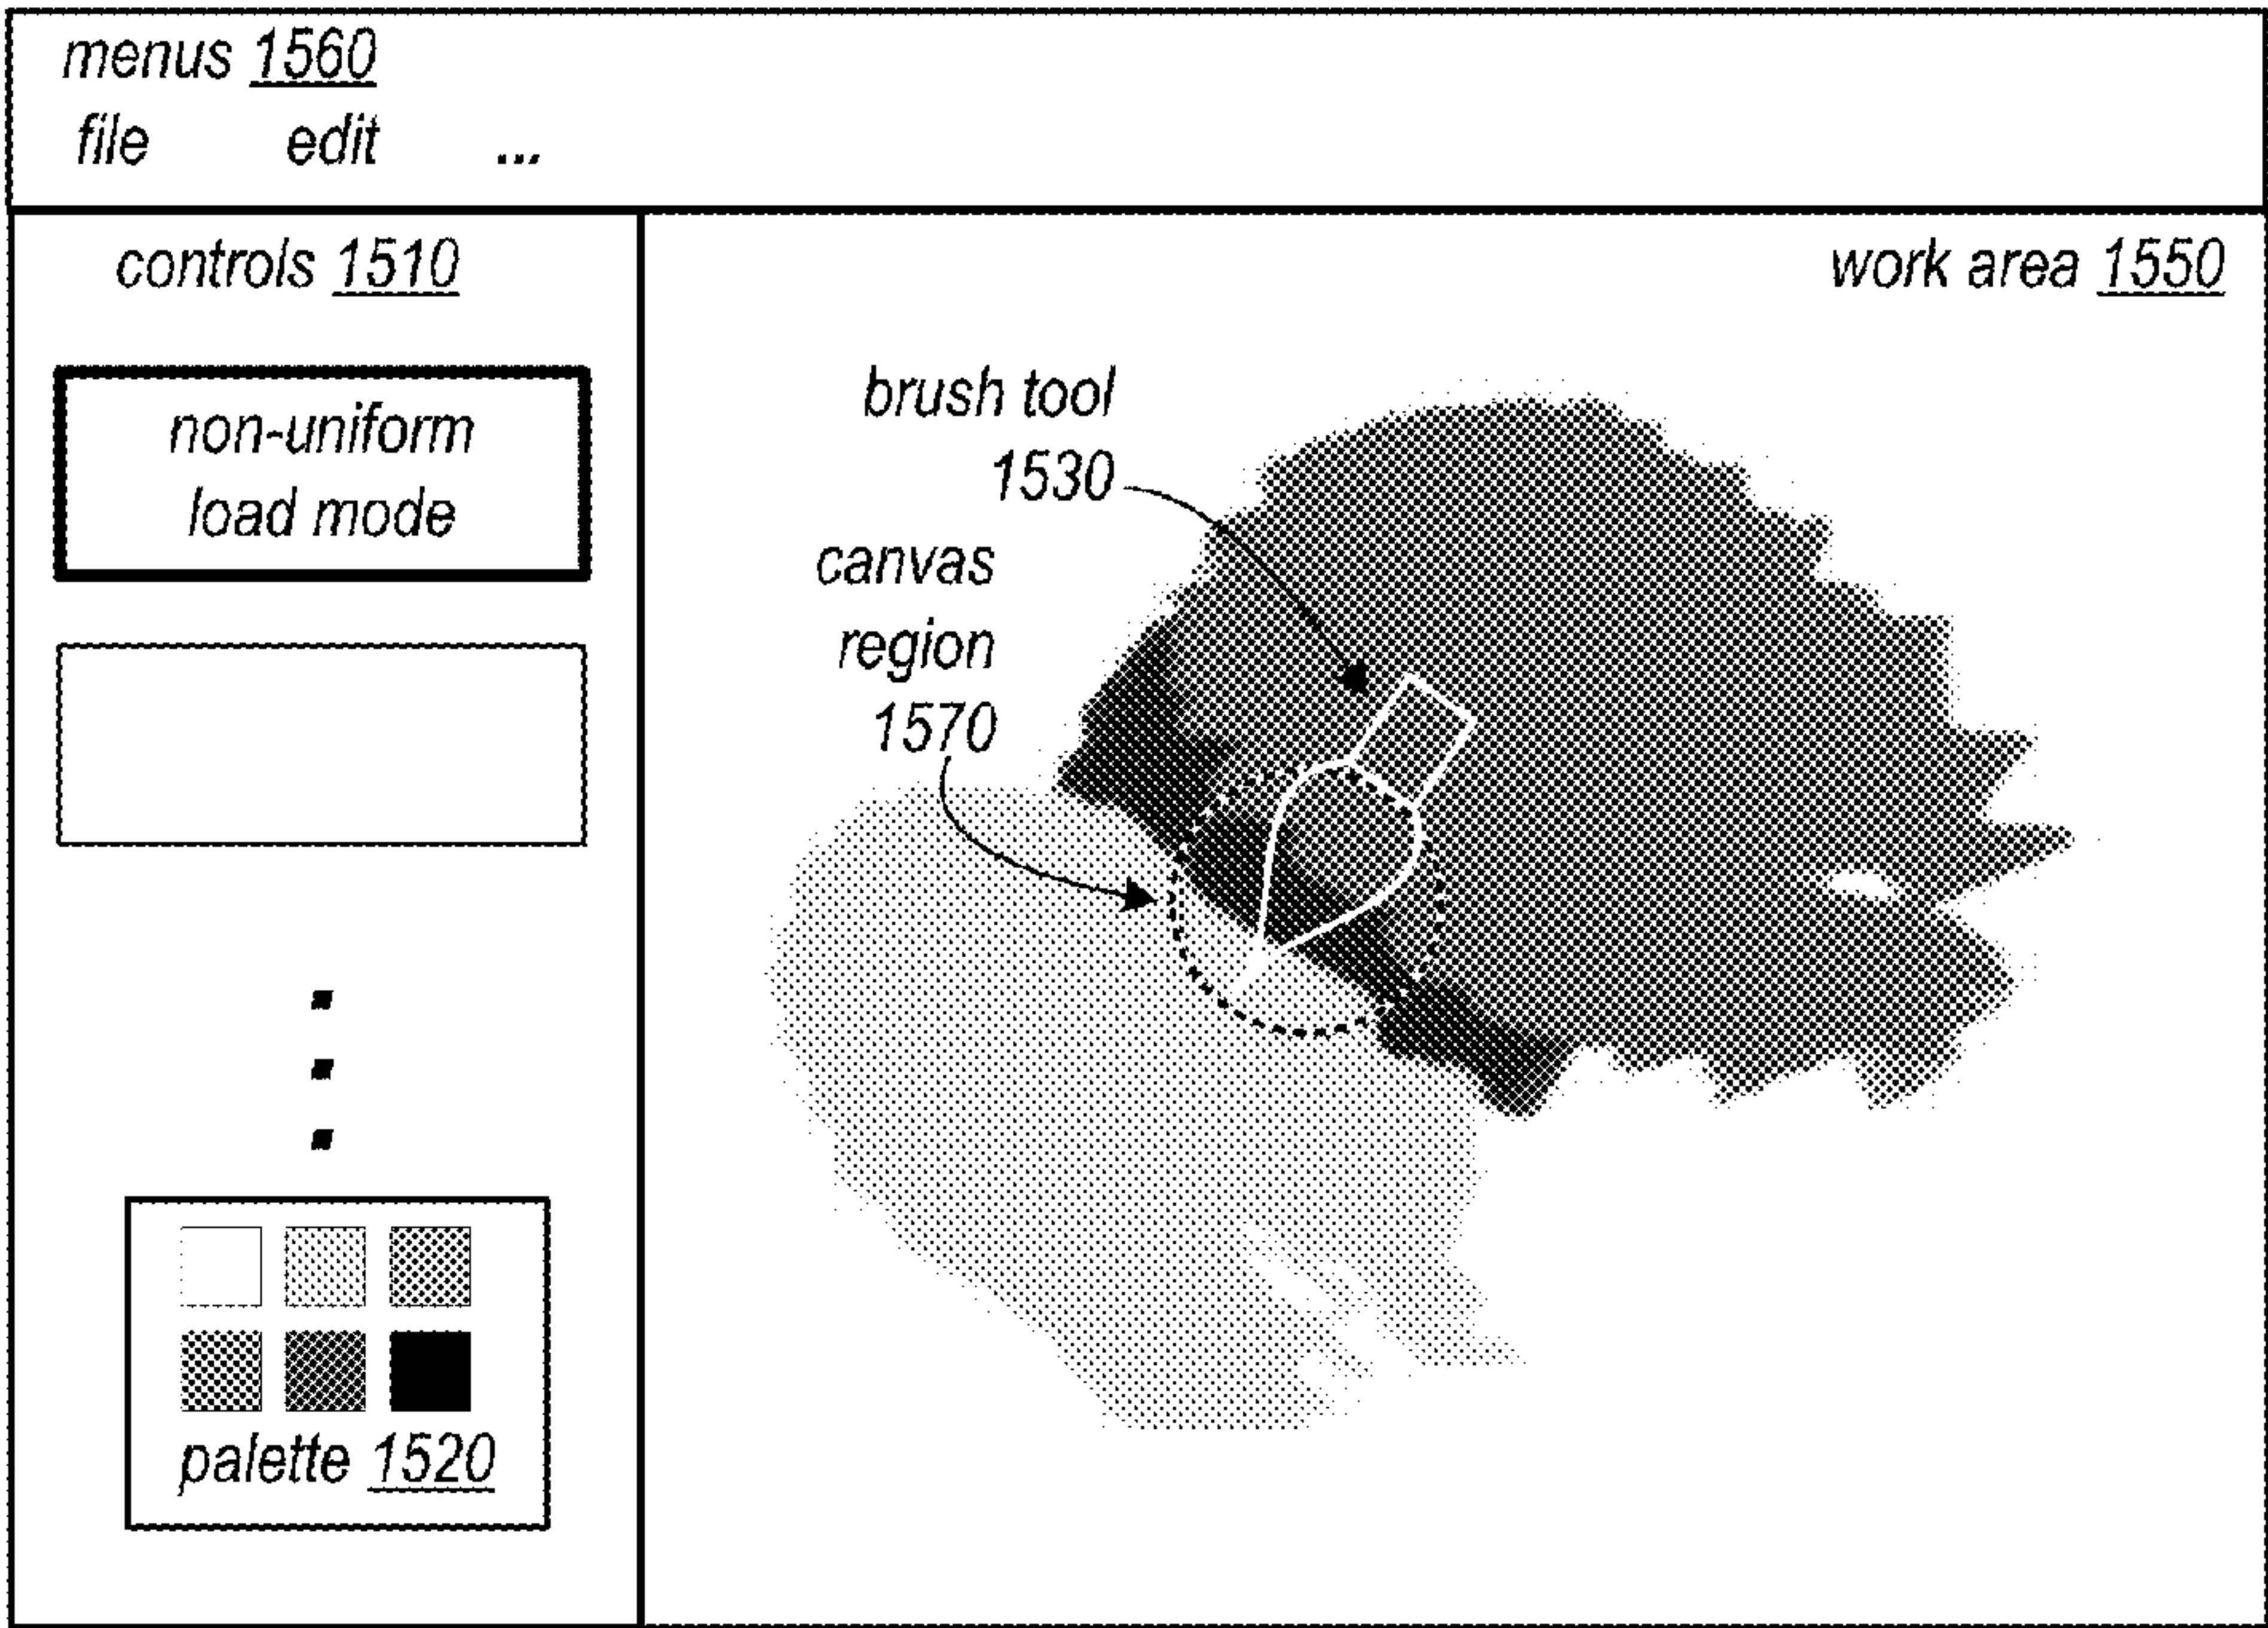 menus 1560
file edit ...
controls 1510
work area 1550
non-uniform
load mode
brush tool
1530
canvas
region
1570
palette 1520